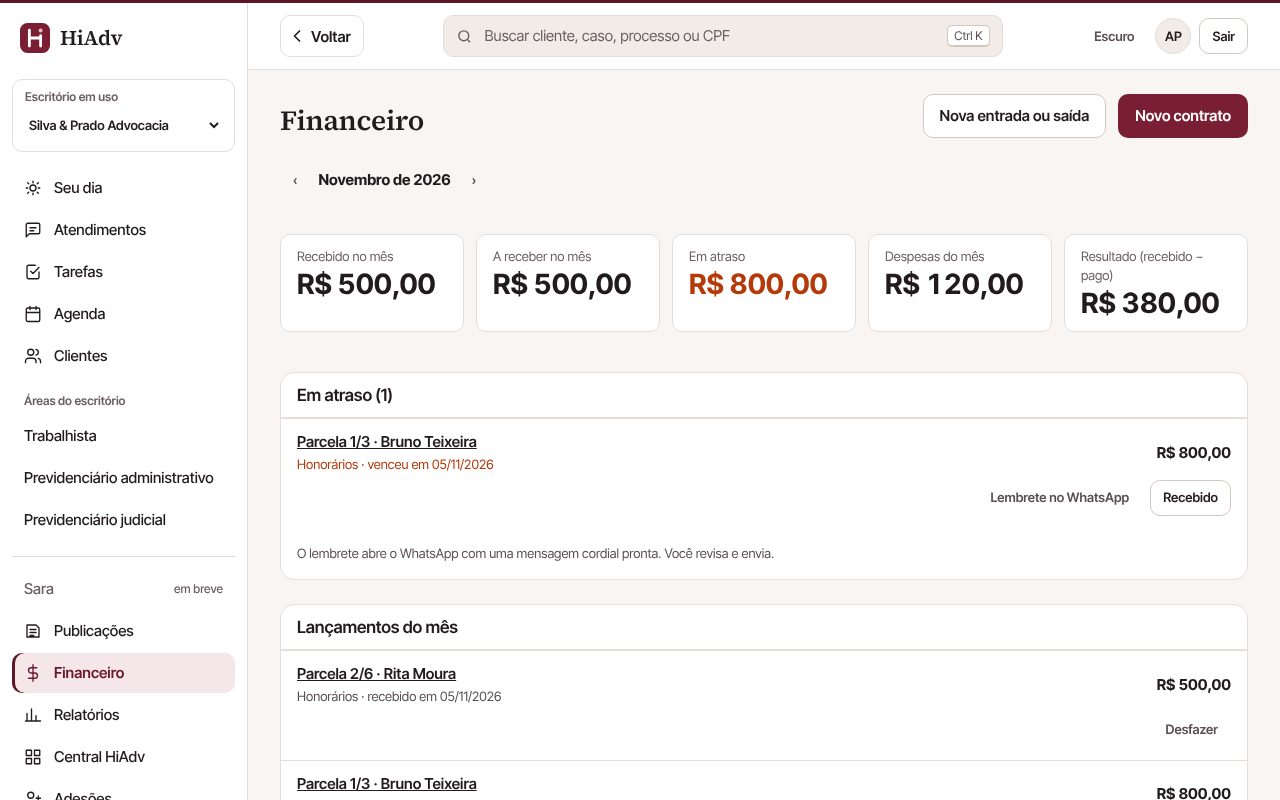 HiAdv
Escritório em uso
Silva & Prado Advocacia
Seu dia
Atendimentos
Tarefas
Agenda
Clientes
Áreas do escritório
Trabalhista
Previdenciário administrativo
Previdenciário judicial
Sara em breve
Publicações
Financeiro
Relatórios
Central HiAdv
Adesões
Voltar
Buscar cliente, caso, processo ou CPF
Ctrl K
Escuro
AP
Sair
Financeiro
Nova entrada ou saída
Novo contrato
‹ Novembro de 2026 ›
Recebido no mês
R$ 500,00
A receber no mês
R$ 500,00
Em atraso
R$ 800,00
Despesas do mês
R$ 120,00
Resultado (recebido −
pago)
R$ 380,00
Em atraso (1)
Parcela 1/3 · Bruno Teixeira
Honorários · venceu em 05/11/2026
R$ 800,00
Lembrete no WhatsApp
Recebido
O lembrete abre o WhatsApp com uma mensagem cordial pronta. Você revisa e envia.
Lançamentos do mês
Parcela 2/6 · Rita Moura
Honorários · recebido em 05/11/2026
R$ 500,00
Desfazer
Parcela 1/3 · Bruno Teixeira
R$ 800,00